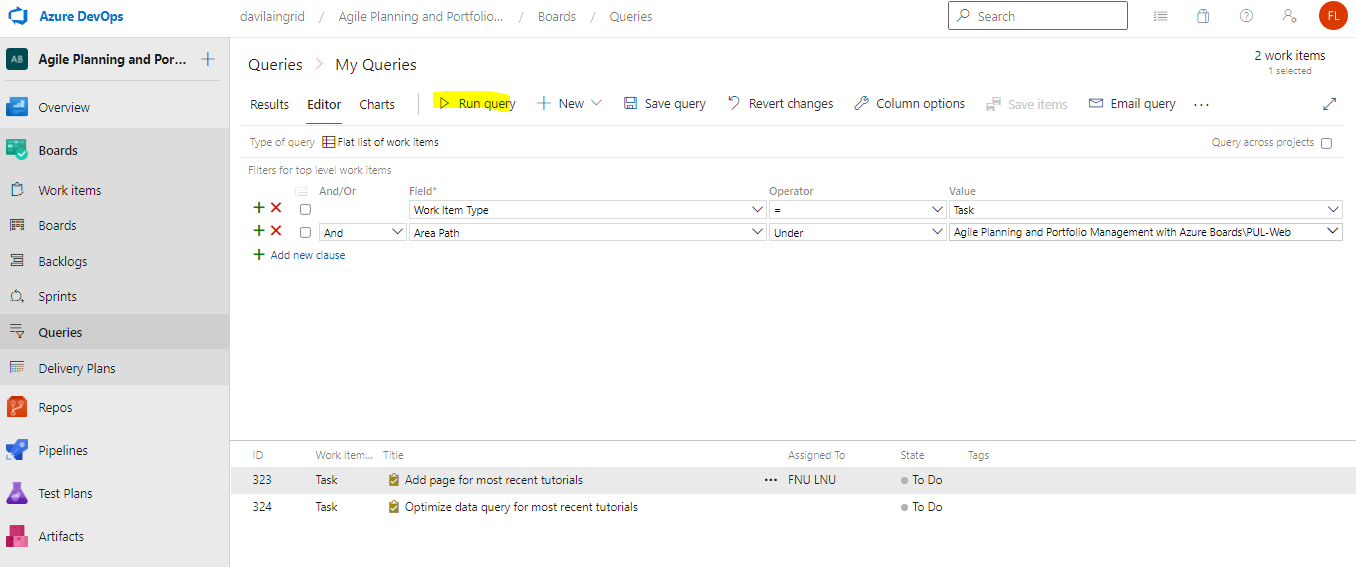 Azure DevOps
davilaingrid / Agile Planning and Portfolio... / Boards / Queries
Search
FL
AB Agile Planning and Por...
Queries > My Queries
2 work items
1 selected
Overview
Results Editor Charts Run query New Save query Revert changes Column options Save items Email query ...
Type of query Flat list of work items Query across projects
Boards
Filters for top level work items
Work items
And/Or Field* Operator Value
Work Item Type = Task
Boards
And Area Path Under Agile Planning and Portfolio Management with Azure Boards\PUL-Web
Backlogs
Add new clause
Sprints
Queries
Delivery Plans
Repos
Pipelines
Test Plans
Artifacts
ID Work Item... Title Assigned To State Tags
323 Task Add page for most recent tutorials ... FNU LNU To Do
324 Task Optimize data query for most recent tutorials To Do